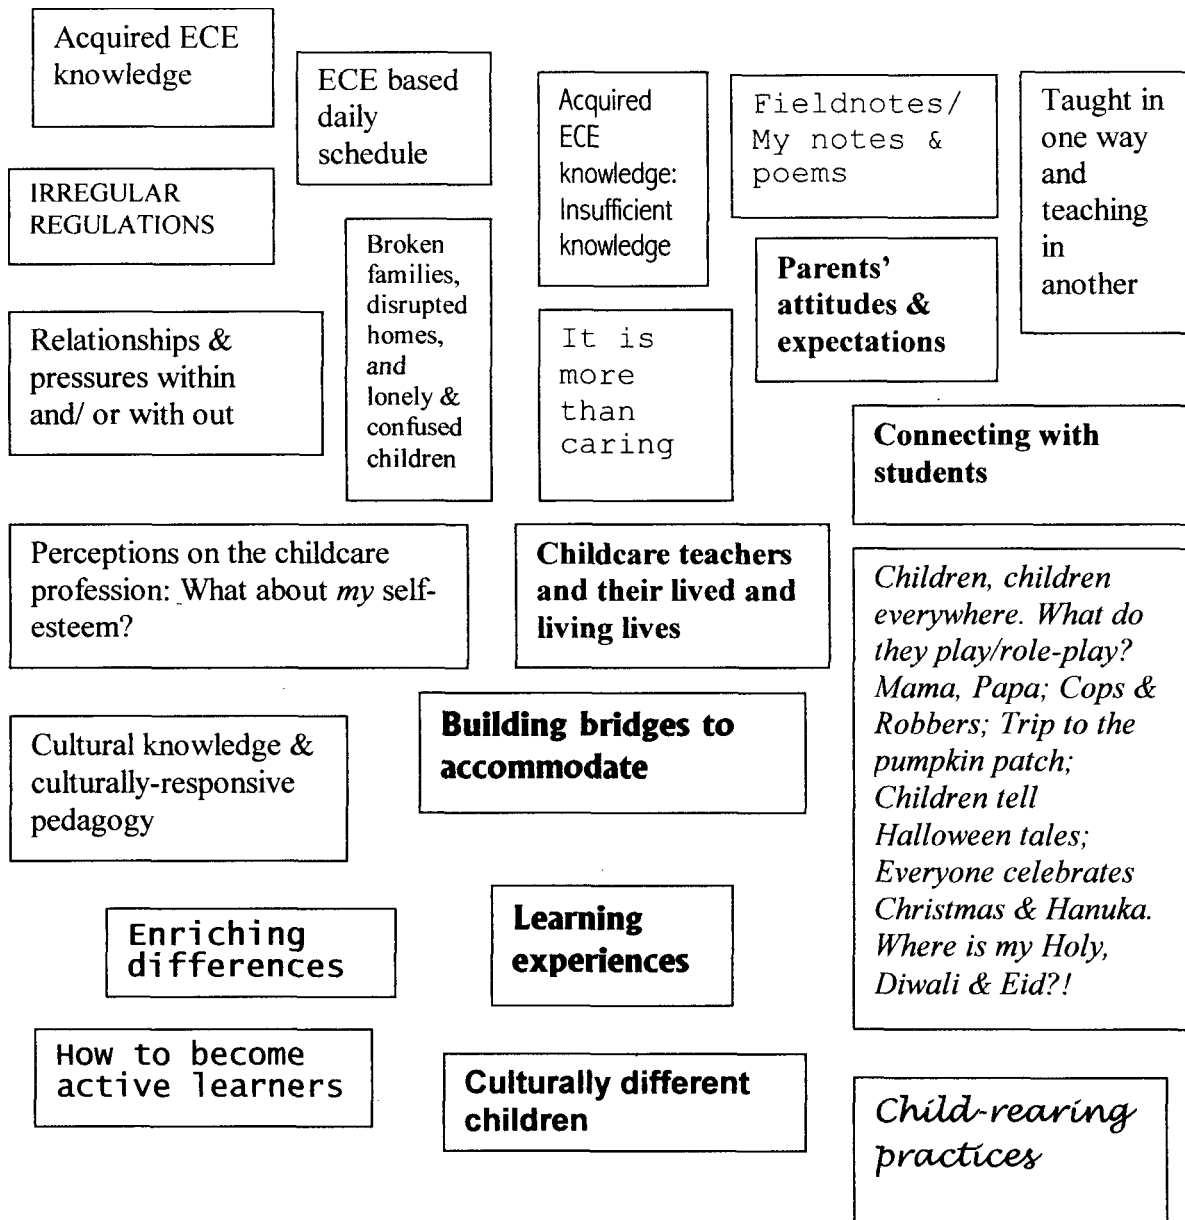 Acquired ECE
knowledge
ECE based
daily
schedule
Acquired
ECE
knowledge:
Insufficient
knowledge
Fieldnotes/
My notes &
poems
Taught in
one way
and
teaching
in
another
IRREGULAR
REGULATIONS
Broken
families,
disrupted
homes,
and
lonely &
confused
children
Parents'
attitudes &
expectations
Relationships &
pressures within
and/ or with out
It is
more
than
caring
Connecting with
students
Perceptions on the childcare
profession: What about my self-
esteem?
Childcare teachers
and their lived and
living lives
Children, children
everywhere. What do
they play/role-play?
Mama, Papa; Cops &
Robbers; Trip to the
pumpkin patch;
Children tell
Halloween tales;
Everyone celebrates
Christmas & Hanuka.
Where is my Holy,
Diwali & Eid?!
Cultural knowledge &
culturally-responsive
pedagogy
Building bridges to
accommodate
Enriching
differences
Learning
experiences
How to become
active learners
Culturally different
children
Child-rearing
practices